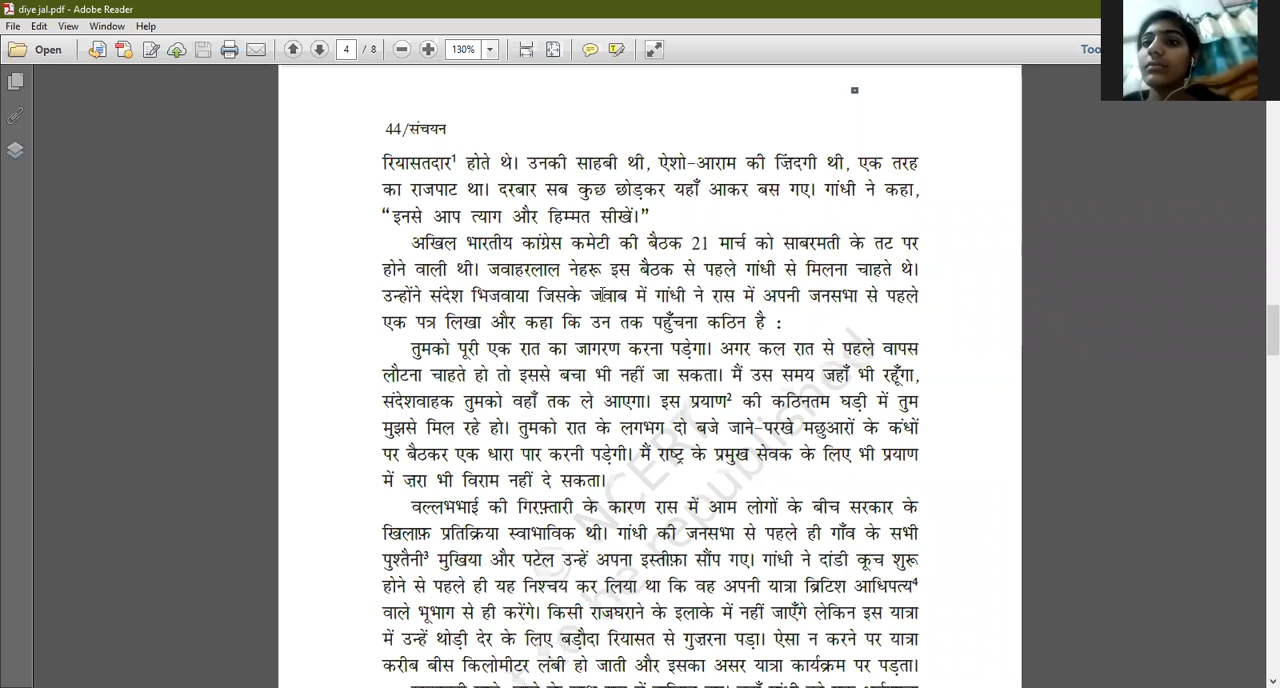 diye jal.pdf - Adobe Reader
File Edit View Window Help
Open 4 / 8 130% Too
44/संचयन
रियासतदार¹ होते थे। उनकी साहबी थी, ऐशो-आराम की ज़िंदगी थी, एक तरह
का राजपाट था। दरबार सब कुछ छोड़कर यहाँ आकर बस गए। गांधी ने कहा,
“इनसे आप त्याग और हिम्मत सीखें।”
अखिल भारतीय कांग्रेस कमेटी की बैठक 21 मार्च को साबरमती के तट पर
होने वाली थी। जवाहरलाल नेहरू इस बैठक से पहले गांधी से मिलना चाहते थे।
उन्होंने संदेश भिजवाया जिसके जवाब में गांधी ने रास में अपनी जनसभा से पहले
एक पत्र लिखा और कहा कि उन तक पहुँचना कठिन है :
तुमको पूरी एक रात का जागरण करना पड़ेगा। अगर कल रात से पहले वापस
लौटना चाहते हो तो इससे बचा भी नहीं जा सकता। मैं उस समय जहाँ भी रहूँगा,
संदेशवाहक तुमको वहाँ तक ले आएगा। इस प्रयाण² की कठिनतम घड़ी में तुम
मुझसे मिल रहे हो। तुमको रात के लगभग दो बजे जाने-परखे मछुआरों के कंधों
पर बैठकर एक धारा पार करनी पड़ेगी। मैं राष्ट्र के प्रमुख सेवक के लिए भी प्रयाण
में ज़रा भी विराम नहीं दे सकता।
वल्लभभाई की गिरफ़्तारी के कारण रास में आम लोगों के बीच सरकार के
खिलाफ़ प्रतिक्रिया स्वाभाविक थी। गांधी की जनसभा से पहले ही गाँव के सभी
पुश्तैनी³ मुखिया और पटेल उन्हें अपना इस्तीफ़ा सौंप गए। गांधी ने दांडी कूच शुरू
होने से पहले ही यह निश्चय कर लिया था कि वह अपनी यात्रा ब्रिटिश आधिपत्य⁴
वाले भूभाग से ही करेंगे। किसी राजघराने के इलाके में नहीं जाएँगे लेकिन इस यात्रा
में उन्हें थोड़ी देर के लिए बड़ौदा रियासत से गुज़रना पड़ा। ऐसा न करने पर यात्रा
करीब बीस किलोमीटर लंबी हो जाती और इसका असर यात्रा कार्यक्रम पर पड़ता।
© NCERT
to be republished